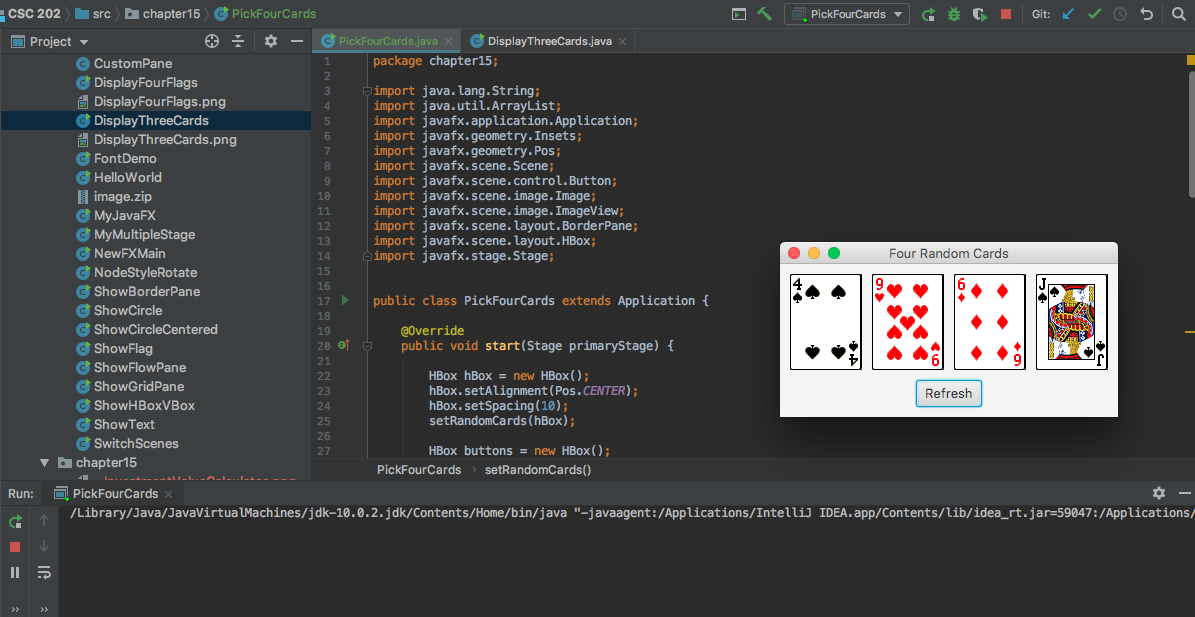 CSC 202 src chapter15 PickFourCards
PickFourCards
Git:
Project
PickFourCards.java
DisplayThreeCards.java
CustomPane
DisplayFourFlags
DisplayFourFlags.png
DisplayThreeCards
DisplayThreeCards.png
FontDemo
HelloWorld
image.zip
MyJavaFX
MyMultipleStage
NewFXMain
NodeStyleRotate
ShowBorderPane
ShowCircle
ShowCircleCentered
ShowFlag
ShowFlowPane
ShowGridPane
ShowHBoxVBox
ShowText
SwitchScenes
chapter15
1 package chapter15;
2
3 import java.lang.String;
4 import java.util.ArrayList;
5 import javafx.application.Application;
6 import javafx.geometry.Insets;
7 import javafx.geometry.Pos;
8 import javafx.scene.Scene;
9 import javafx.scene.control.Button;
10 import javafx.scene.image.Image;
11 import javafx.scene.image.ImageView;
12 import javafx.scene.layout.BorderPane;
13 import javafx.scene.layout.HBox;
14 import javafx.stage.Stage;
15
16
17 public class PickFourCards extends Application {
18
19 @Override
20 public void start(Stage primaryStage) {
21
22 HBox hBox = new HBox();
23 hBox.setAlignment(Pos.CENTER);
24 hBox.setSpacing(10);
25 setRandomCards(hBox);
26
27 HBox buttons = new HBox();
PickFourCards setRandomCards()
Four Random Cards
4 9 6 J
4 9 6 J
Refresh
Run: PickFourCards
/Library/Java/JavaVirtualMachines/jdk-10.0.2.jdk/Contents/Home/bin/java "-javaagent:/Applications/IntelliJ IDEA.app/Contents/lib/idea_rt.jar=59047:/Applications/